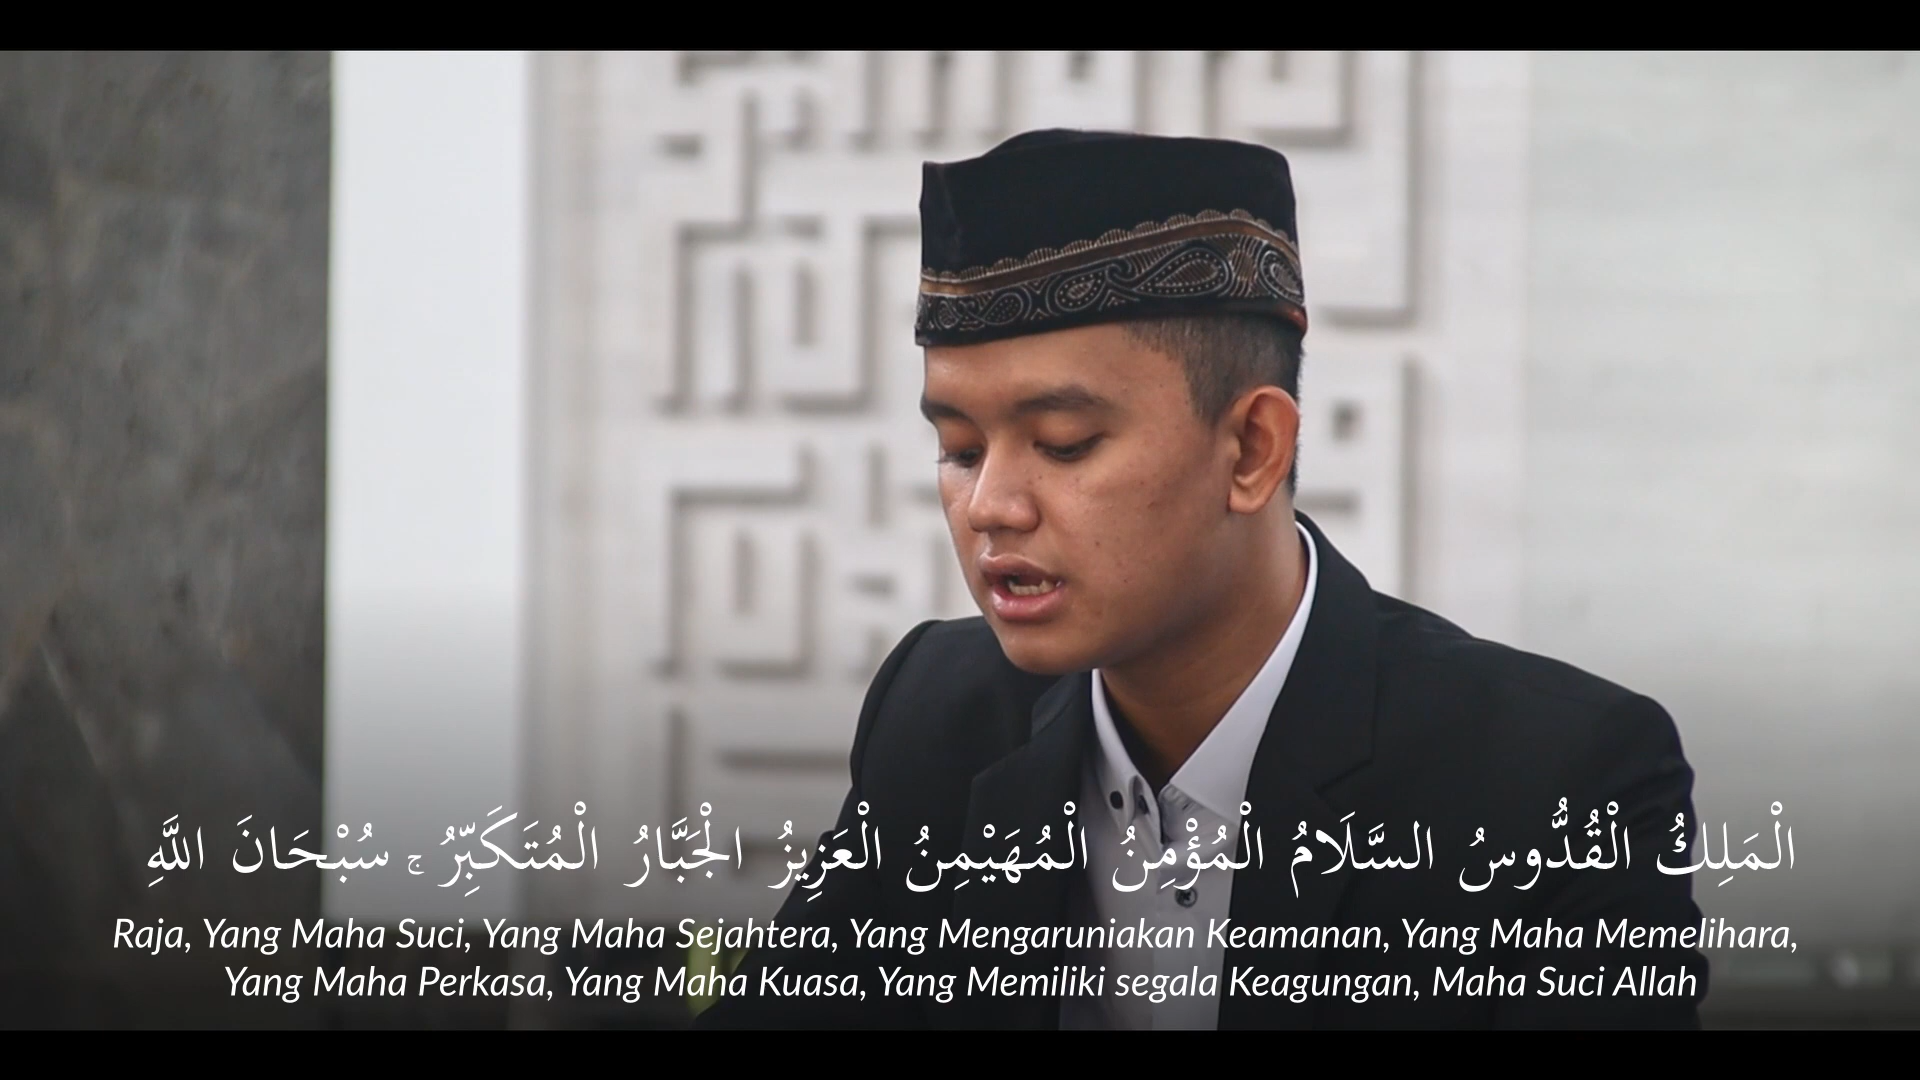 الْمَلِكُ الْقُدُّوسُ السَّلَامُ الْمُؤْمِنُ الْمُهَيْمِنُ الْعَزِيزُ الْجَبَّارُ الْمُتَكَبِّرُ ۚ سُبْحَانَ اللَّهِ
Raja, Yang Maha Suci, Yang Maha Sejahtera, Yang Mengaruniakan Keamanan, Yang Maha Memelihara,
Yang Maha Perkasa, Yang Maha Kuasa, Yang Memiliki segala Keagungan, Maha Suci Allah